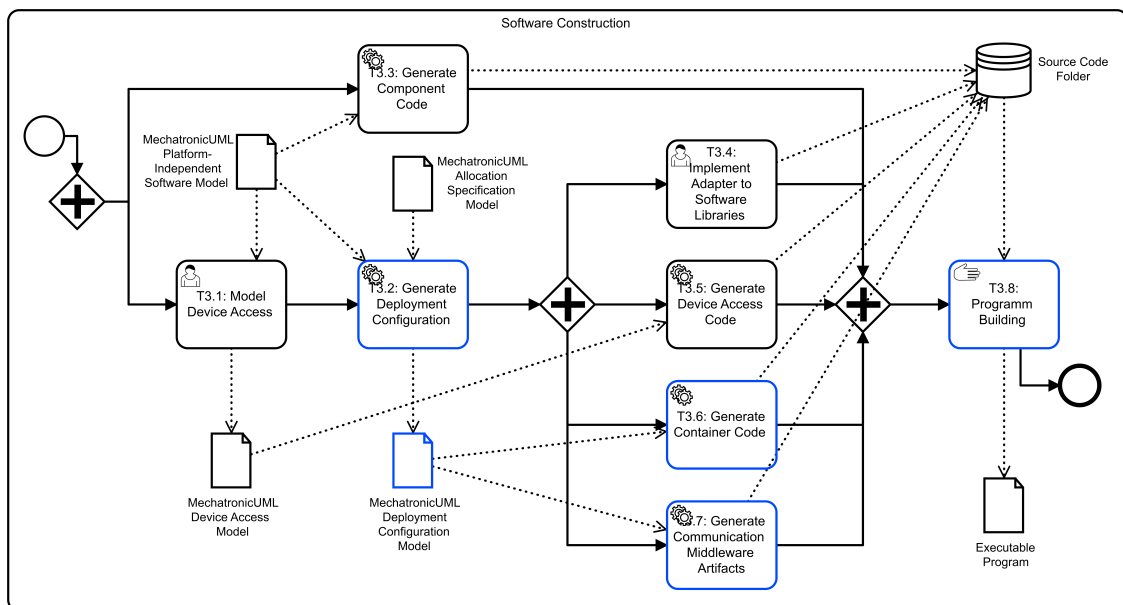 Software Construction
T3.3: Generate
Component
Code
Source Code
Folder
MechatronicUML
Platform-
Independent
Software Model
MechatronicUML
Allocation
Specification
Model
T3.4:
Implement
Adapter to
Software
Libraries
T3.1: Model
Device Access
T3.2: Generate
Deployment
Configuration
T3.5: Generate
Device Access
Code
T3.8:
Programm
Building
T3.6: Generate
Container Code
MechatronicUML
Device Access
Model
MechatronicUML
Deployment
Configuration
Model
T3.7: Generate
Communication
Middleware
Artifacts
Executable
Program